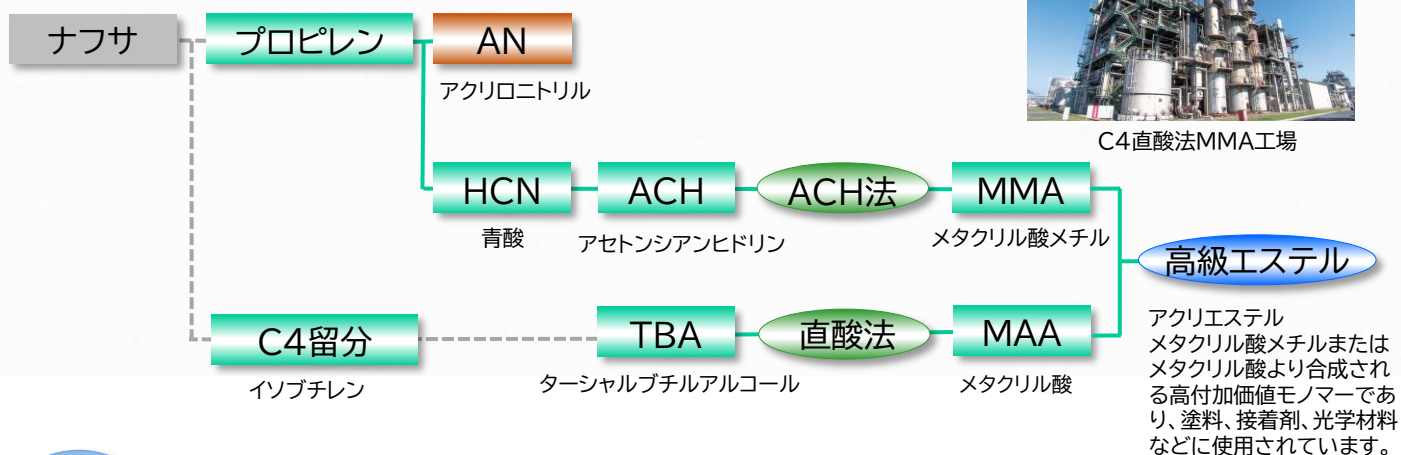 ナフサ
プロピレン
AN
アクリロニトリル
C4直酸法MMA工場
HCN
ACH
ACH法
MMA
青酸
アセトンシアンヒドリン
メタクリル酸メチル
高級エステル
C4留分
TBA
直酸法
MAA
イソブチレン
ターシャルブチルアルコール
メタクリル酸
アクリエステル
メタクリル酸メチルまたは
メタクリル酸より合成され
る高付加価値モノマーであ
り、塗料、接着剤、光学材料
などに使用されています。